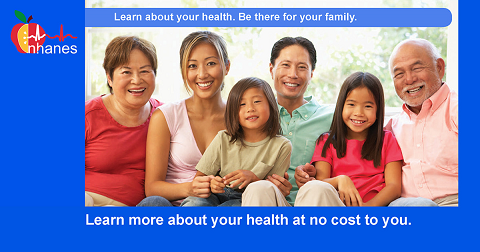 Learn about your health. Be there for your family.
nhanes
Learn more about your health at no cost to you.